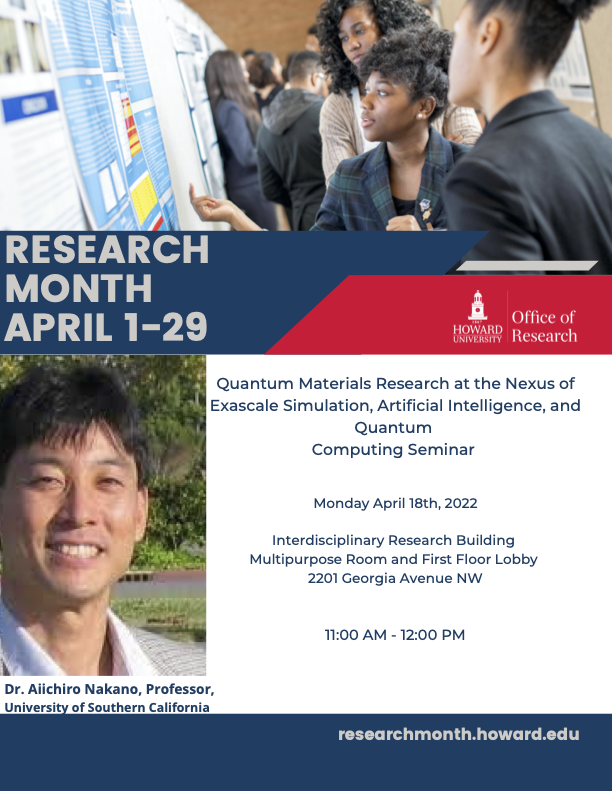 RESEARCH
MONTH
APRIL 1-29
1867
HOWARD
UNIVERSITY
Office of
Research
Quantum Materials Research at the Nexus of
Exascale Simulation, Artificial Intelligence, and
Quantum
Computing Seminar
Monday April 18th, 2022
Interdisciplinary Research Building
Multipurpose Room and First Floor Lobby
2201 Georgia Avenue NW
11:00 AM - 12:00 PM
Dr. Aiichiro Nakano, Professor,
University of Southern California
researchmonth.howard.edu